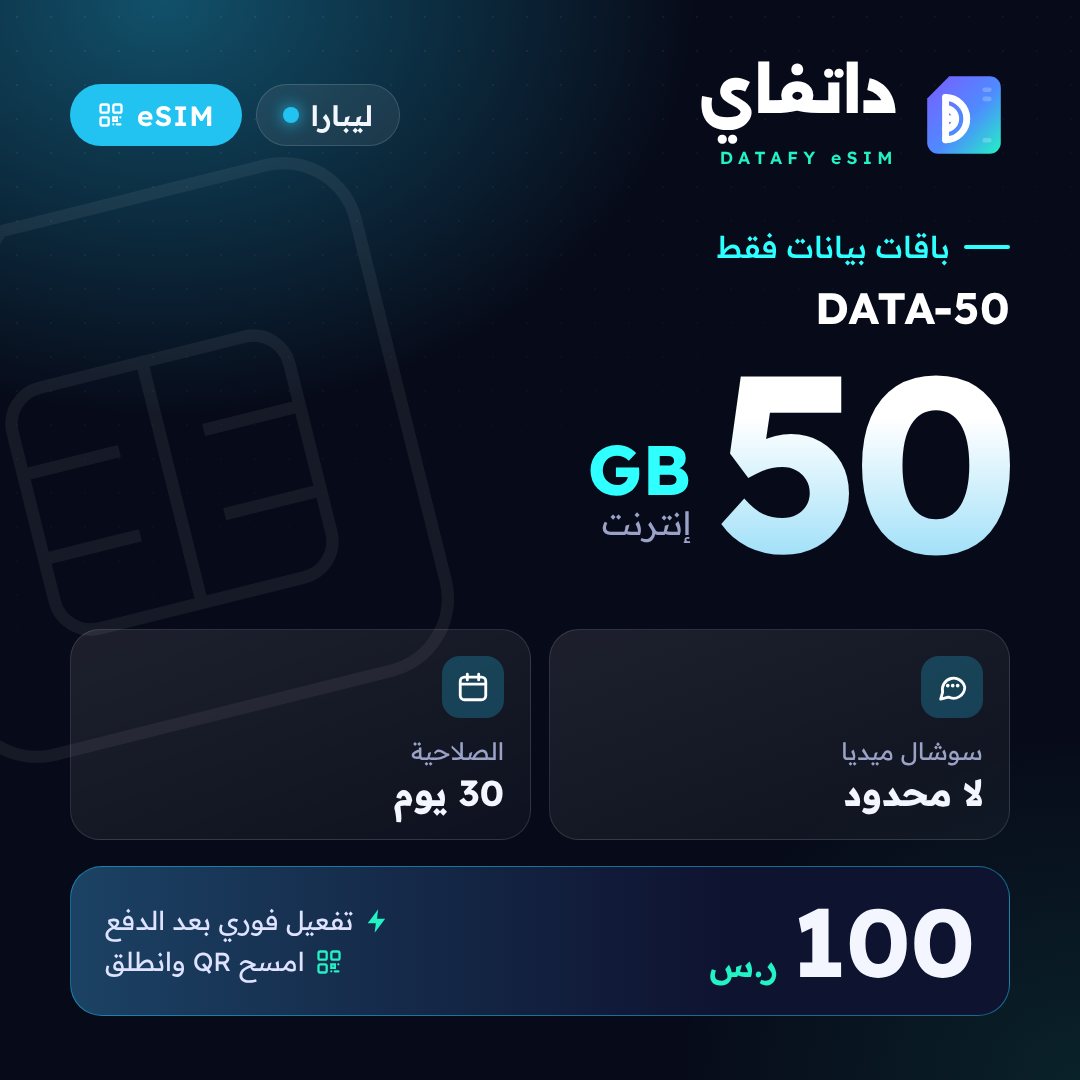 داتفاي
DATAFY eSIM
ليبارا
eSIM
باقات بيانات فقط
DATA-50
50
GB
إنترنت
سوشال ميديا
لا محدود
الصلاحية
30 يوم
100 ر.س
تفعيل فوري بعد الدفع
امسح QR وانطلق